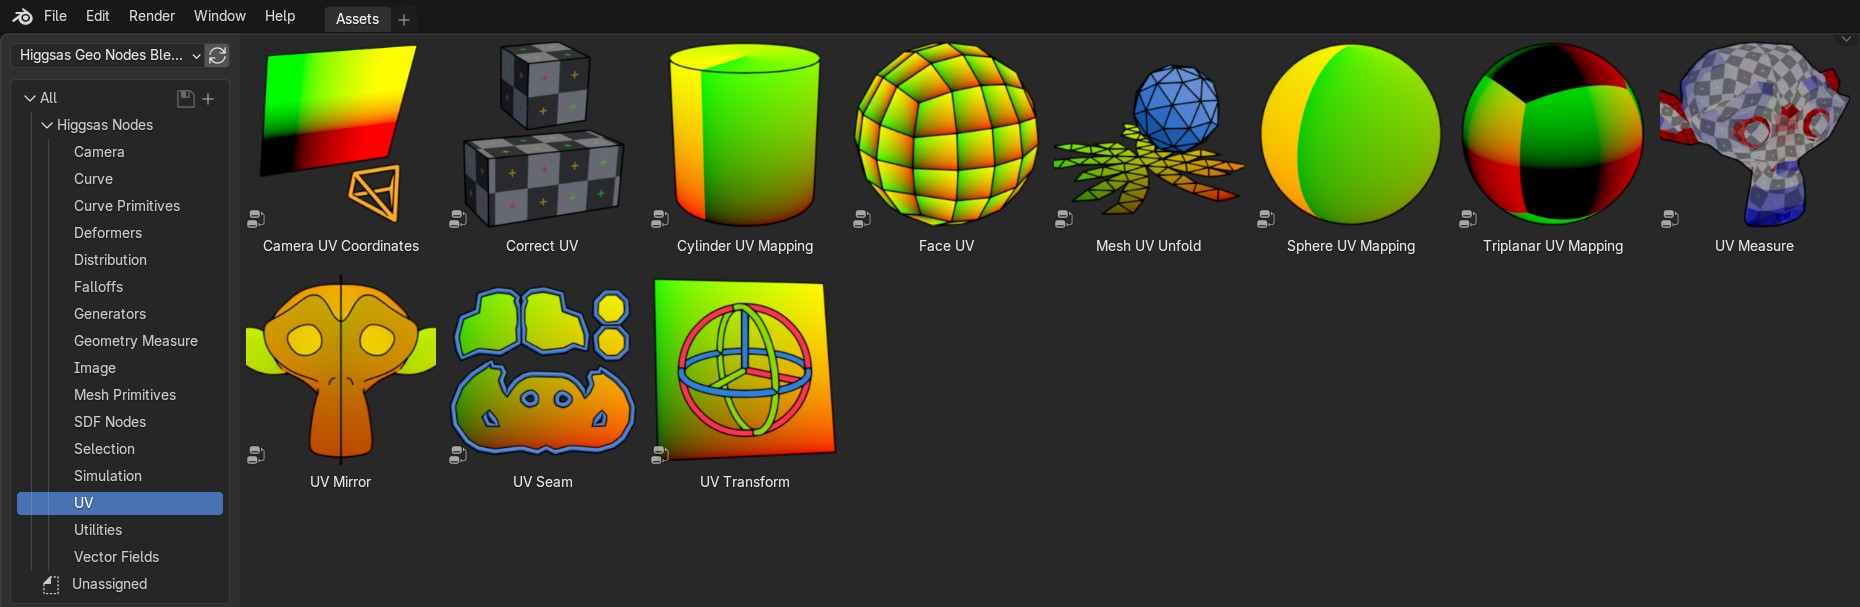 File Edit Render Window Help Assets +
Higgsas Geo Nodes Ble...
All
Higgsas Nodes
Camera
Curve
Curve Primitives
Deformers
Distribution
Falloffs
Generators
Geometry Measure
Image
Mesh Primitives
SDF Nodes
Selection
Simulation
UV
Utilities
Vector Fields
Unassigned
Camera UV Coordinates
Correct UV
Cylinder UV Mapping
Face UV
Mesh UV Unfold
Sphere UV Mapping
Triplanar UV Mapping
UV Measure
UV Mirror
UV Seam
UV Transform